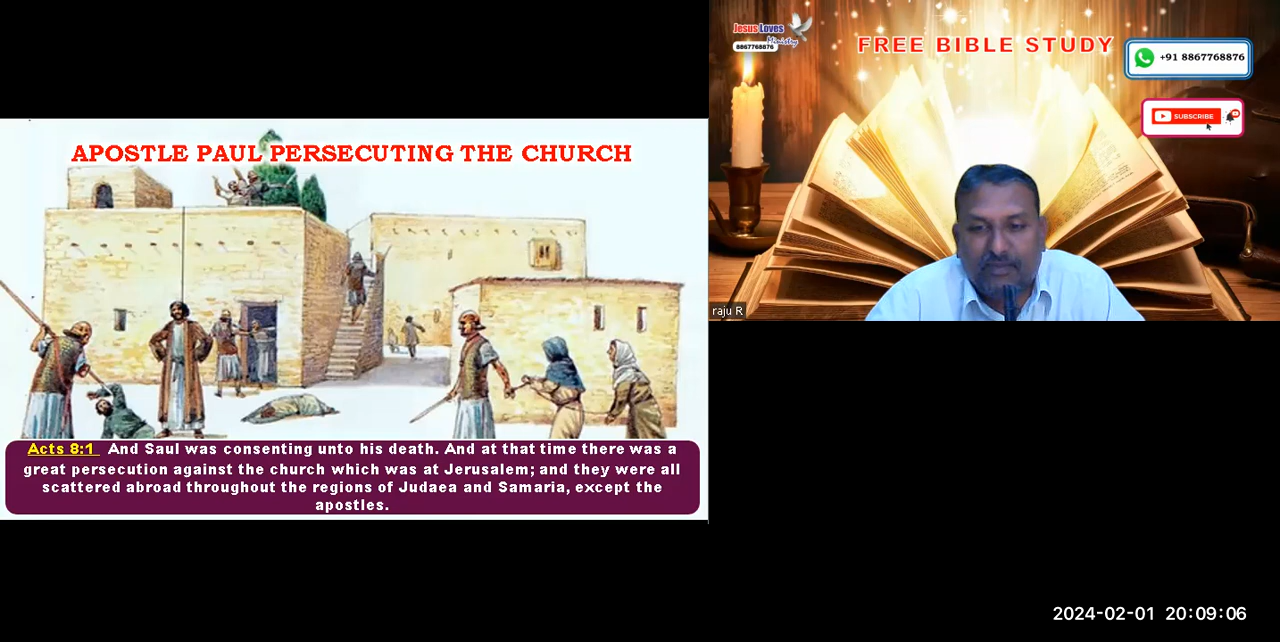 APOSTLE PAUL PERSECUTING THE CHURCH
Acts 8:1 And Saul was consenting unto his death. And at that time there was a
great persecution against the church which was at Jerusalem; and they were all
scattered abroad throughout the regions of Judaea and Samaria, except the
apostles.
Jesus Loves
Ministry
8867768876
FREE BIBLE STUDY
+91 8867768876
SUBSCRIBE
raju R
2024-02-01 20:09:06